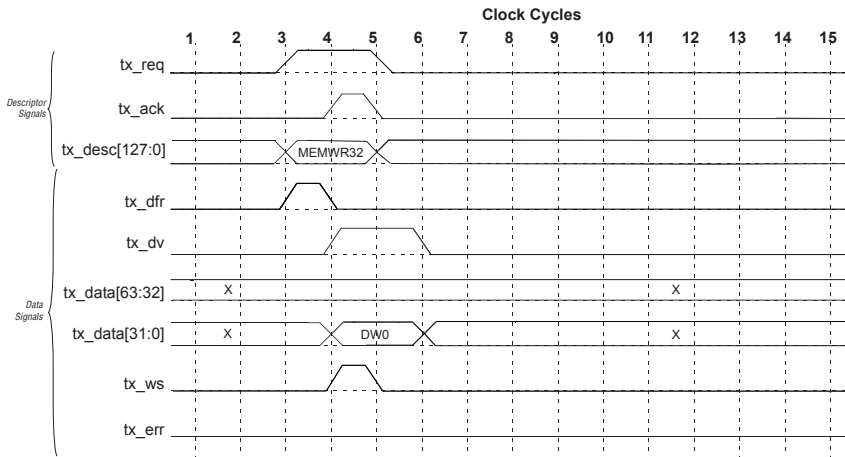 Clock Cycles
1 2 3 4 5 6 7 8 9 10 11 12 13 14 15
Descriptor
Signals
tx_req
tx_ack
tx_desc[127:0] MEMWR32
Data
Signals
tx_dfr
tx_dv
tx_data[63:32] X X
tx_data[31:0] X DW0 X
tx_ws
tx_err